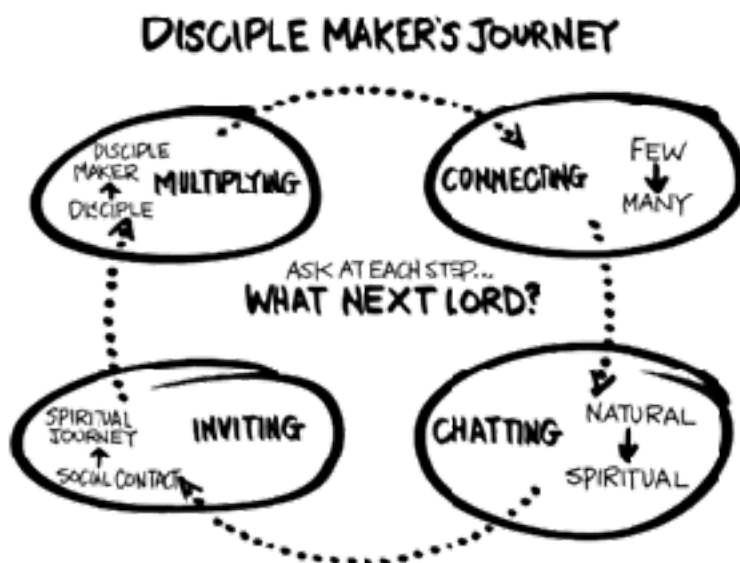 DISCIPLE MAKER'S JOURNEY
DISCIPLE
MAKER
DISCIPLE
MULTIPLYING
CONNECTING
FEW
MANY
ASK AT EACH STEP...
WHAT NEXT LORD?
SPIRITUAL
JOURNEY
SOCIAL CONTACT
INVITING
CHATTING
NATURAL
SPIRITUAL